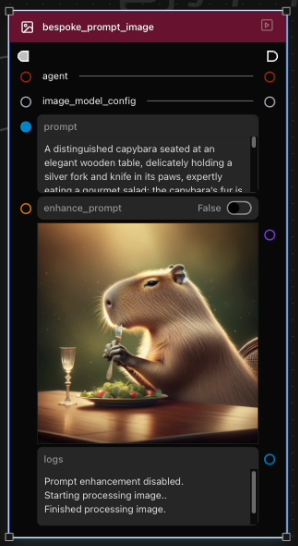 bespoke_prompt_image
agent
image_model_config
prompt
A distinguished capybara seated at an
elegant wooden table, delicately holding a
silver fork and knife in its paws, expertly
eating a gourmet salad; the capybara's fur is
enhance_prompt False
logs
Prompt enhancement disabled.
Starting processing image..
Finished processing image.